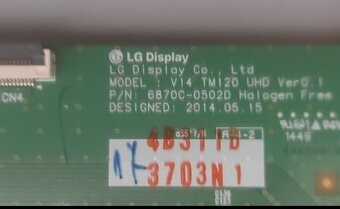 LG Display
LG Display Co., Ltd
MODEL : V14 TM120 UHD Ver0.1
P/N: 6870C-0502D Halogen Free
DESIGNED: 2014.05.15
CN4
1449
17
3703N1